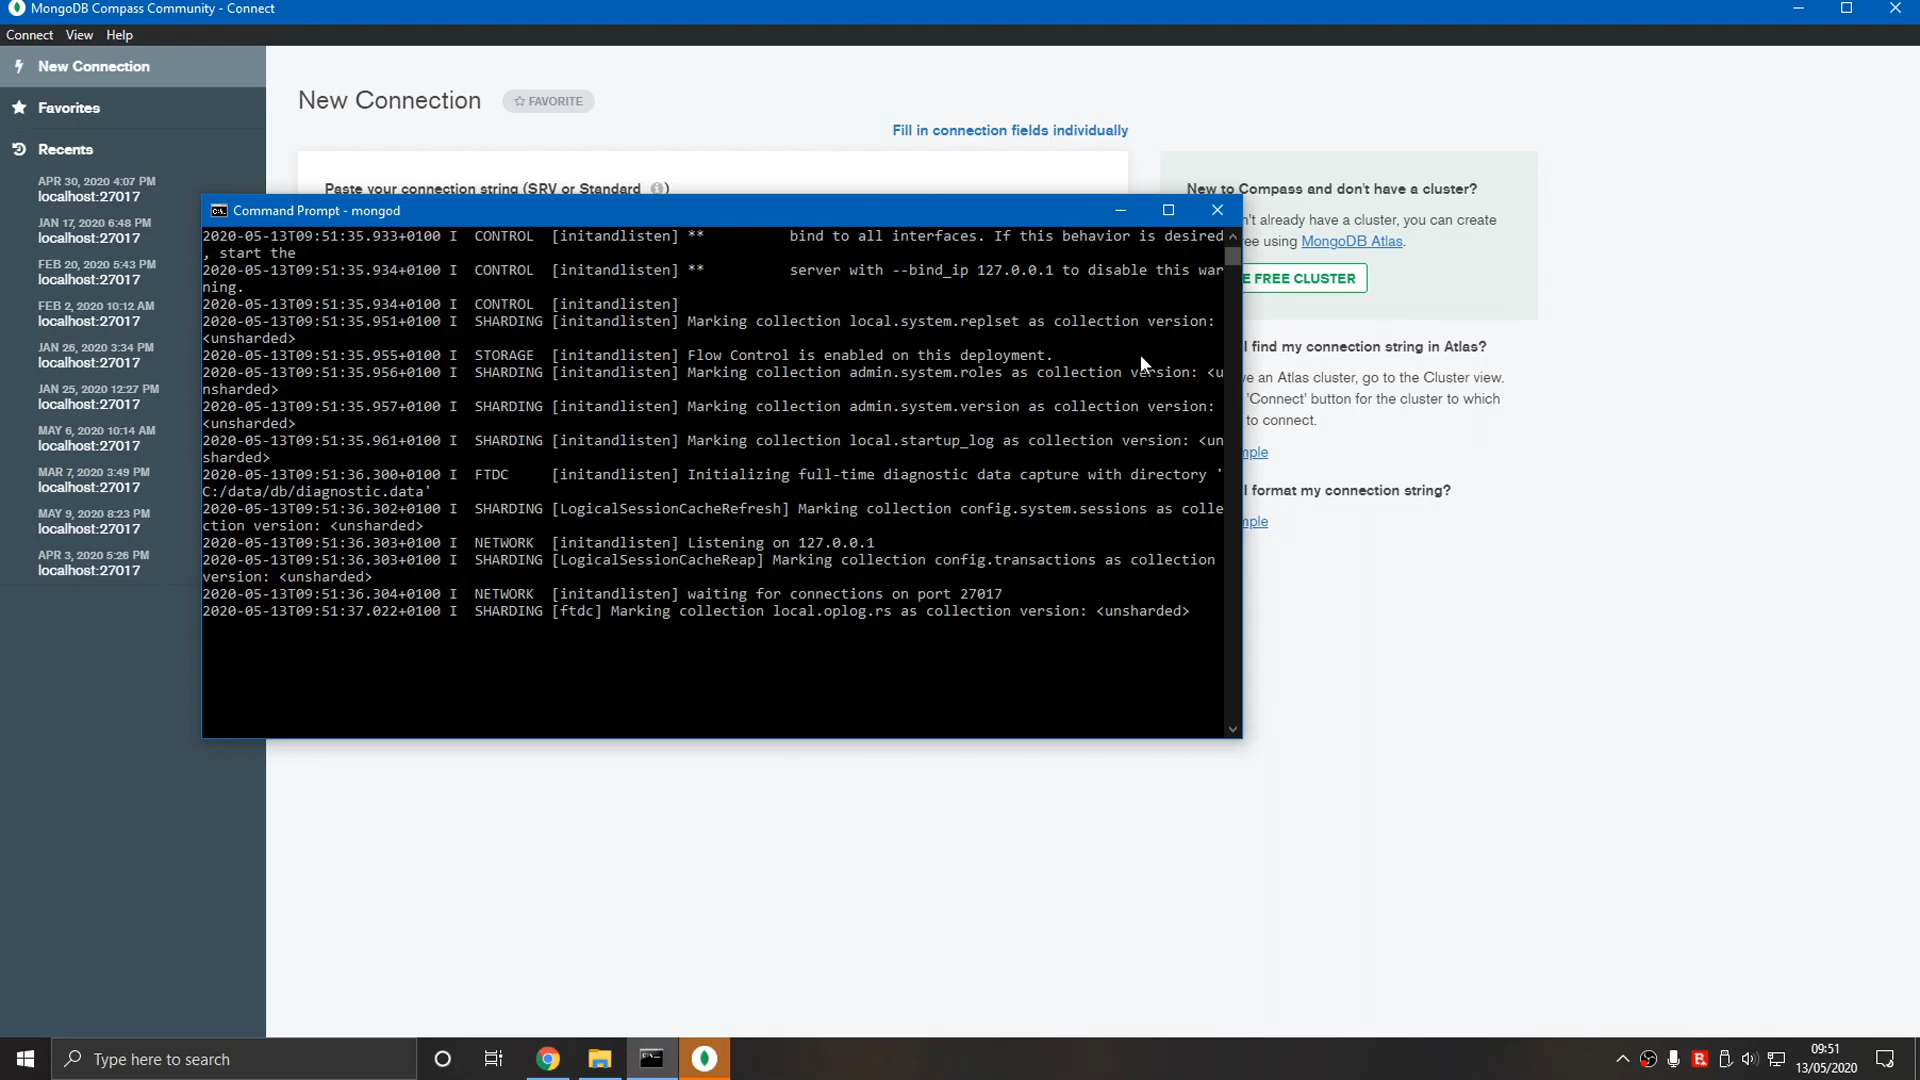 MongoDB Compass Community - Connect
Connect View Help
New Connection
Favorites
Recents
APR 30, 2020 4:07 PM
localhost:27017
JAN 17, 2020 6:48 PM
localhost:27017
FEB 20, 2020 5:43 PM
localhost:27017
FEB 2, 2020 10:12 AM
localhost:27017
JAN 26, 2020 3:34 PM
localhost:27017
JAN 25, 2020 12:27 PM
localhost:27017
MAY 6, 2020 10:14 AM
localhost:27017
MAR 7, 2020 3:49 PM
localhost:27017
MAY 9, 2020 8:23 PM
localhost:27017
APR 3, 2020 5:26 PM
localhost:27017
New Connection
FAVORITE
Fill in connection fields individually
Paste your connection string (SRV or Standard )
Command Prompt - mongod
2020-05-13T09:51:35.933+0100 I CONTROL [initandlisten] ** bind to all interfaces. If this behavior is desired
, start the
2020-05-13T09:51:35.934+0100 I CONTROL [initandlisten] ** server with --bind_ip 127.0.0.1 to disable this war
ning.
2020-05-13T09:51:35.934+0100 I CONTROL [initandlisten]
2020-05-13T09:51:35.951+0100 I SHARDING [initandlisten] Marking collection local.system.replset as collection version:
<unsharded>
2020-05-13T09:51:35.955+0100 I STORAGE [initandlisten] Flow Control is enabled on this deployment.
2020-05-13T09:51:35.956+0100 I SHARDING [initandlisten] Marking collection admin.system.roles as collection version: <u
nsharded>
2020-05-13T09:51:35.957+0100 I SHARDING [initandlisten] Marking collection admin.system.version as collection version:
<unsharded>
2020-05-13T09:51:35.961+0100 I SHARDING [initandlisten] Marking collection local.startup_log as collection version: <un
sharded>
2020-05-13T09:51:36.300+0100 I FTDC [initandlisten] Initializing full-time diagnostic data capture with directory '
C:/data/db/diagnostic.data'
2020-05-13T09:51:36.302+0100 I SHARDING [LogicalSessionCacheRefresh] Marking collection config.system.sessions as colle
ction version: <unsharded>
2020-05-13T09:51:36.303+0100 I NETWORK [initandlisten] Listening on 127.0.0.1
2020-05-13T09:51:36.303+0100 I SHARDING [LogicalSessionCacheReap] Marking collection config.transactions as collection
version: <unsharded>
2020-05-13T09:51:36.304+0100 I NETWORK [initandlisten] waiting for connections on port 27017
2020-05-13T09:51:37.022+0100 I SHARDING [ftdc] Marking collection local.oplog.rs as collection version: <unsharded>
New to Compass and don't have a cluster?
n't already have a cluster, you can create
ee using MongoDB Atlas.
E FREE CLUSTER
I find my connection string in Atlas?
ve an Atlas cluster, go to the Cluster view.
'Connect' button for the cluster to which
to connect.
mple
I format my connection string?
mple
Type here to search
09:51
13/05/2020